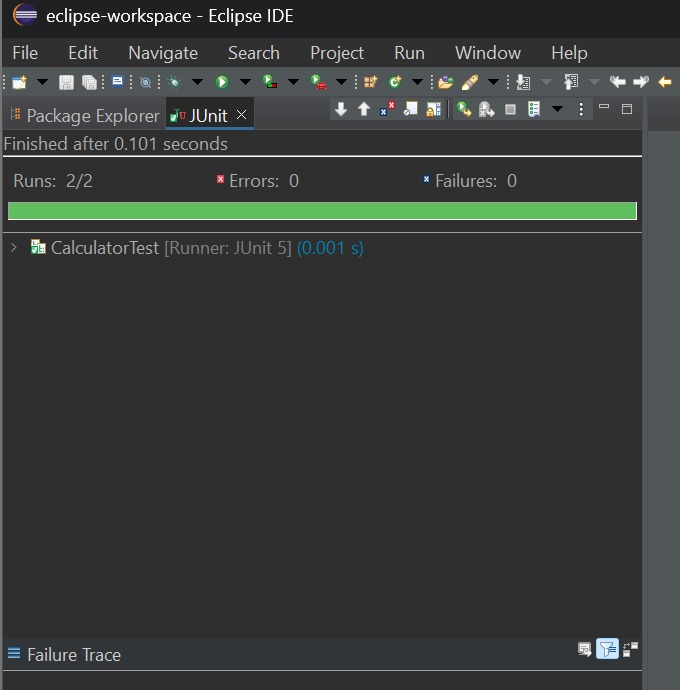 eclipse-workspace - Eclipse IDE
File Edit Navigate Search Project Run Window Help
Package Explorer JUnit
Finished after 0.101 seconds
Runs: 2/2 Errors: 0 Failures: 0
CalculatorTest [Runner: JUnit 5] (0.001 s)
Failure Trace